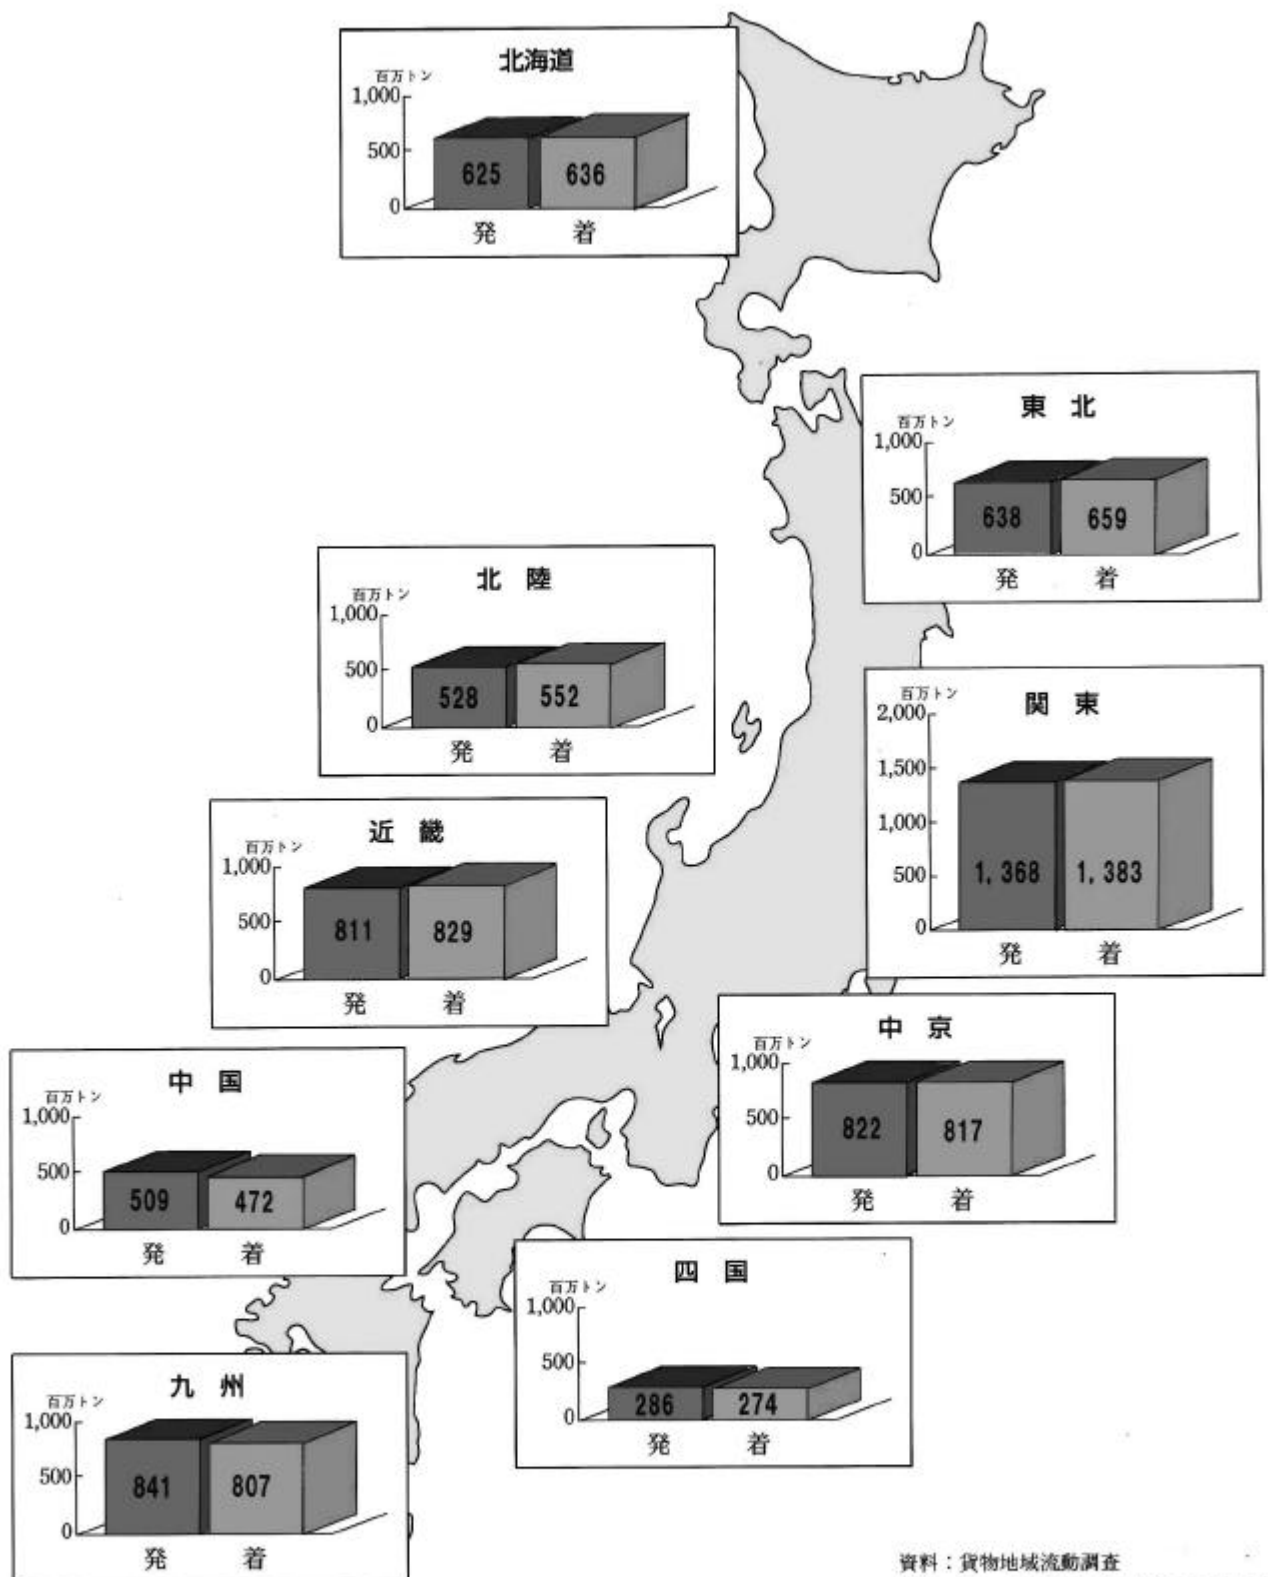 北海道
百万トン
1,000
500
0
625
636
発 着
東 北
百万トン
1,000
500
0
638
659
発 着
北 陸
百万トン
1,000
500
0
528
552
発 着
関 東
百万トン
2,000
1,500
1,000
500
0
1,368
1,383
発 着
近 畿
百万トン
1,000
500
0
811
829
発 着
中 京
百万トン
1,000
500
0
822
817
発 着
中 国
百万トン
1,000
500
0
509
472
発 着
四 国
百万トン
1,000
500
0
286
274
発 着
九 州
百万トン
1,000
500
0
841
807
発 着
資料：貨物地域流動調査